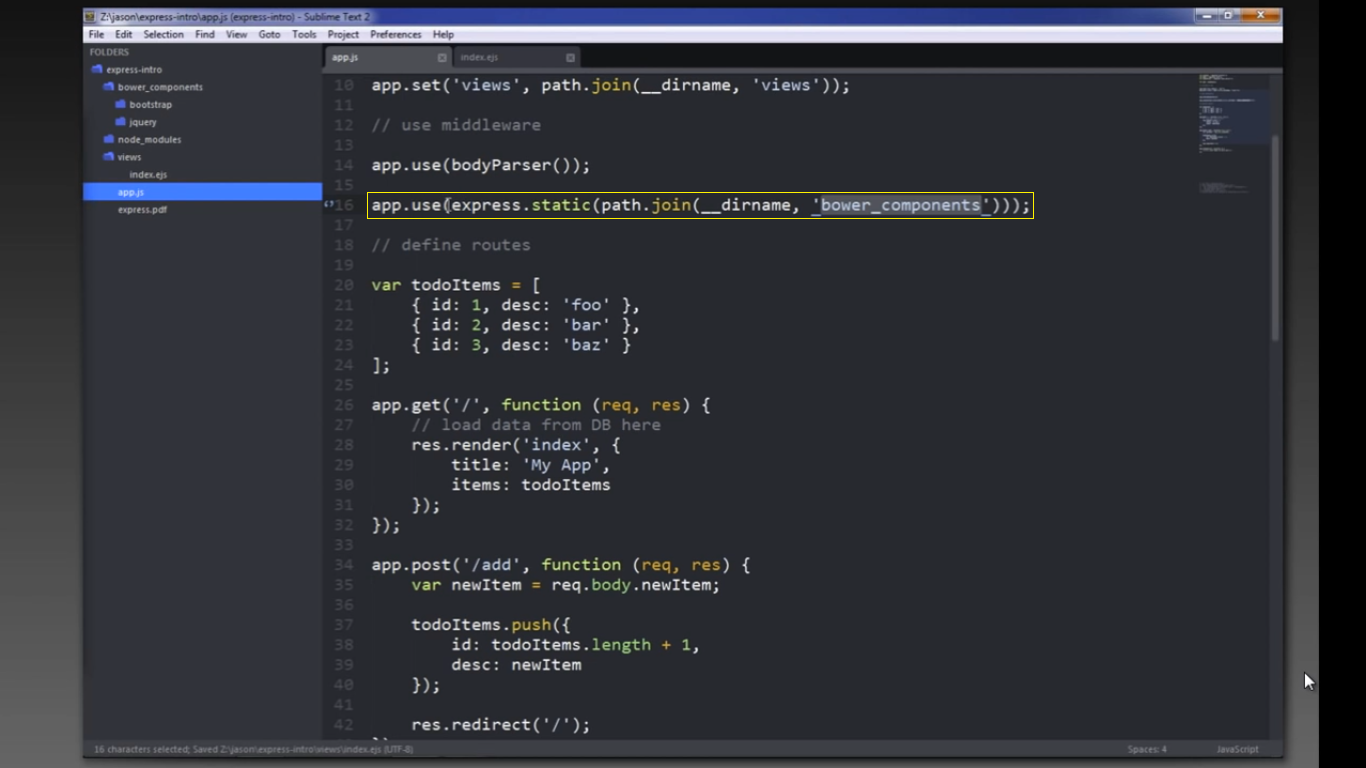 Z:\jason\express-intro\app.js (express-intro) - Sublime Text 2
File Edit Selection Find View Goto Tools Project Preferences Help
FOLDERS
express-intro
bower_components
bootstrap
jquery
node_modules
views
index.ejs
app.js
express.pdf
app.js index.ejs
10 app.set('views', path.join(__dirname, 'views'));
11
12 // use middleware
13
14 app.use(bodyParser());
15
16 app.use(express.static(path.join(__dirname, 'bower_components')));
17
18 // define routes
19
20 var todoItems = [
21 { id: 1, desc: 'foo' },
22 { id: 2, desc: 'bar' },
23 { id: 3, desc: 'baz' }
24 ];
25
26 app.get('/', function (req, res) {
27 // load data from DB here
28 res.render('index', {
29 title: 'My App',
30 items: todoItems
31 });
32 });
33
34 app.post('/add', function (req, res) {
35 var newItem = req.body.newItem;
36
37 todoItems.push({
38 id: todoItems.length + 1,
39 desc: newItem
40 });
41
42 res.redirect('/');
16 characters selected; Saved Z:\jason\express-intro\views\index.ejs (UTF-8) Spaces: 4 JavaScript